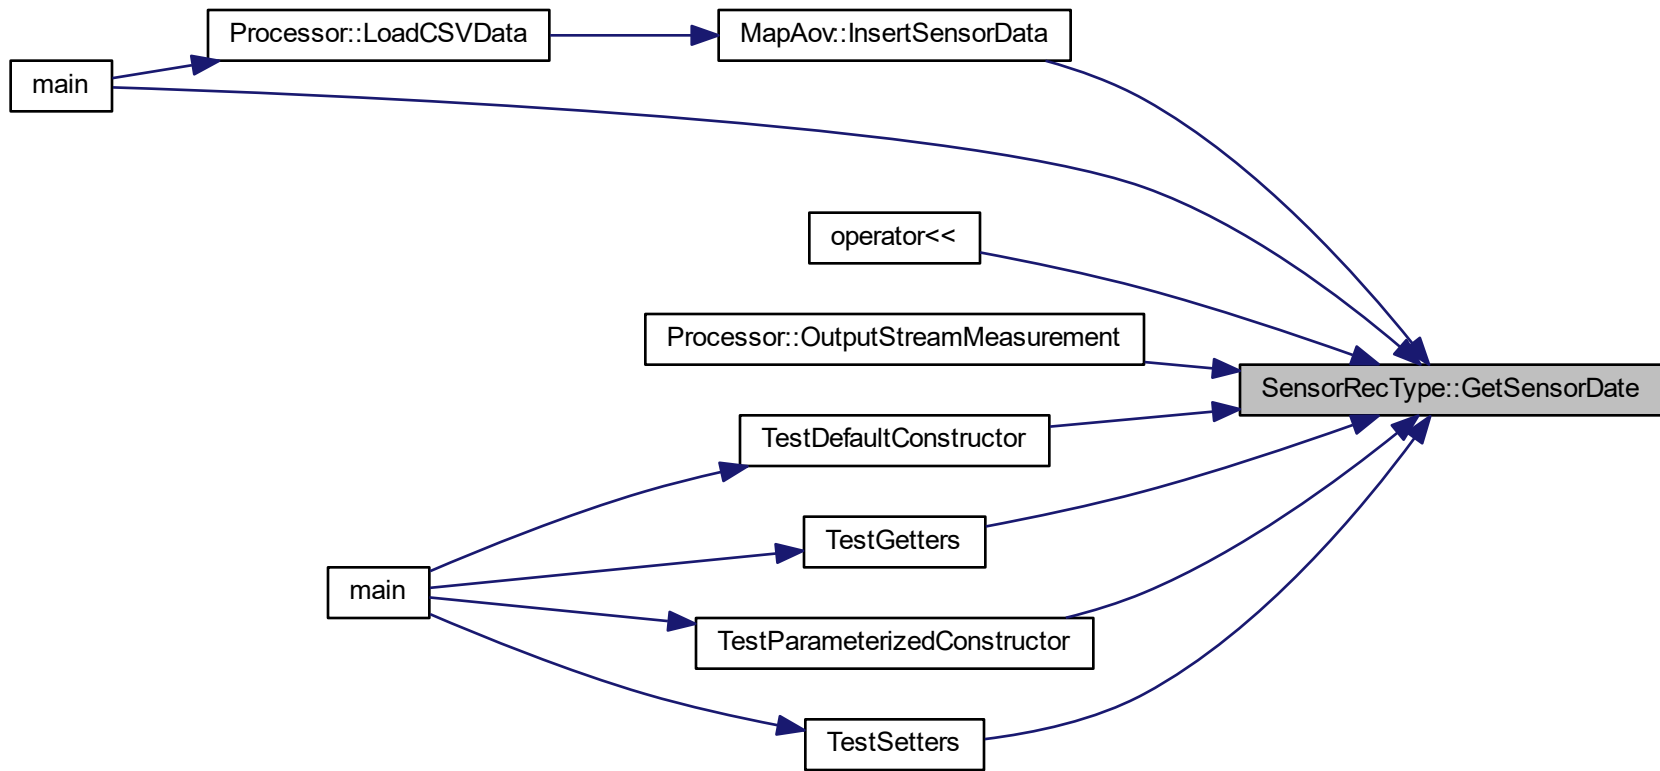 Processor::LoadCSVData
MapAov::InsertSensorData
main
operator<<
Processor::OutputStreamMeasurement
SensorRecType::GetSensorDate
TestDefaultConstructor
TestGetters
main
TestParameterizedConstructor
TestSetters